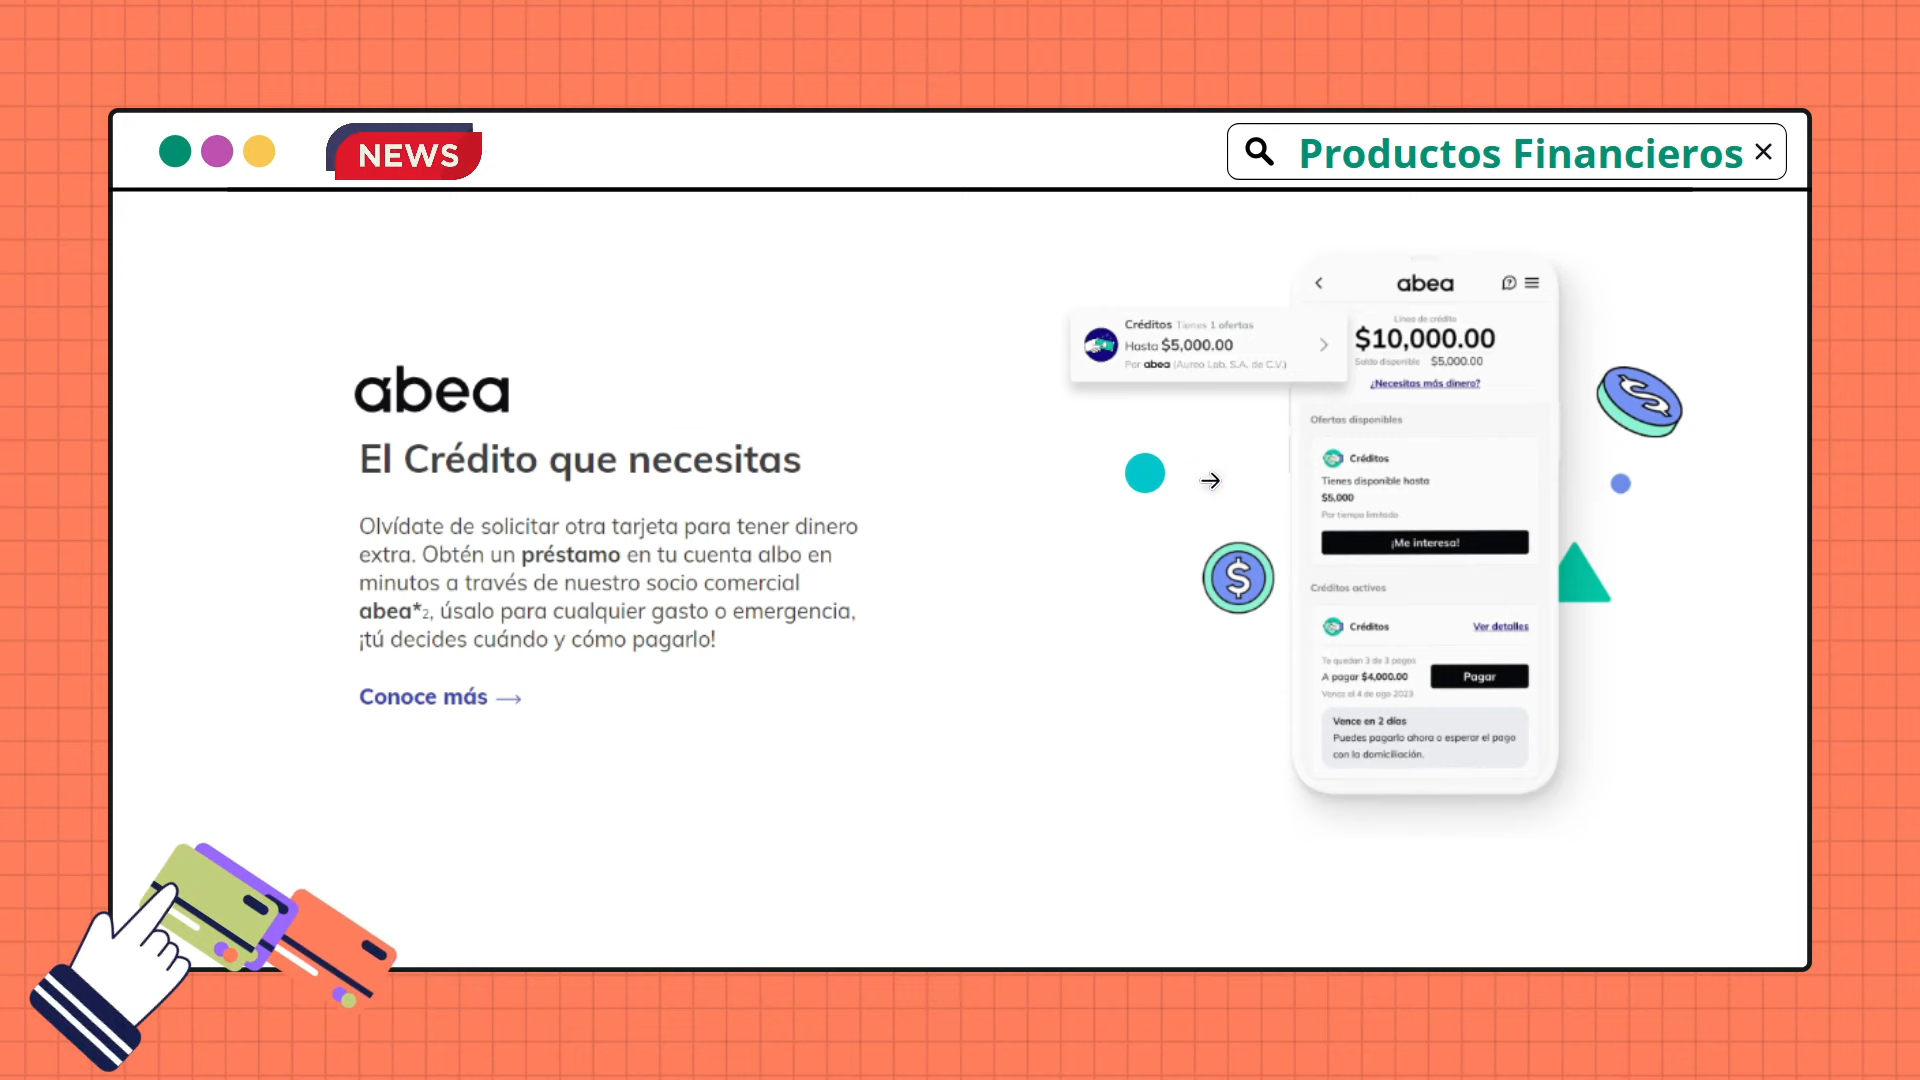 NEWS
Productos Financieros
abea
El Crédito que necesitas
Olvídate de solicitar otra tarjeta para tener dinero
extra. Obtén un préstamo en tu cuenta albo en
minutos a través de nuestro socio comercial
abea*2, úsalo para cualquier gasto o emergencia,
¡tú decides cuándo y cómo pagarlo!
Conoce más
Créditos Tienes 1 ofertas
Hasta $5,000.00
Por abea (Aurea Lab, S.A. de C.V.)
abea
Línea de crédito
$10,000.00
Saldo disponible $5,000.00
¿Necesitas más dinero?
Ofertas disponibles
Créditos
Tienes disponible hasta
$5,000
Por tiempo limitado
¡Me interesa!
Créditos activos
Créditos Ver detalles
Te quedan 3 de 3 pagos
A pagar $4,000.00
Pagar
Vence el 4 de ago 2023
Vence en 2 días
Puedes pagarlo ahora o esperar el pago
con la domiciliación.